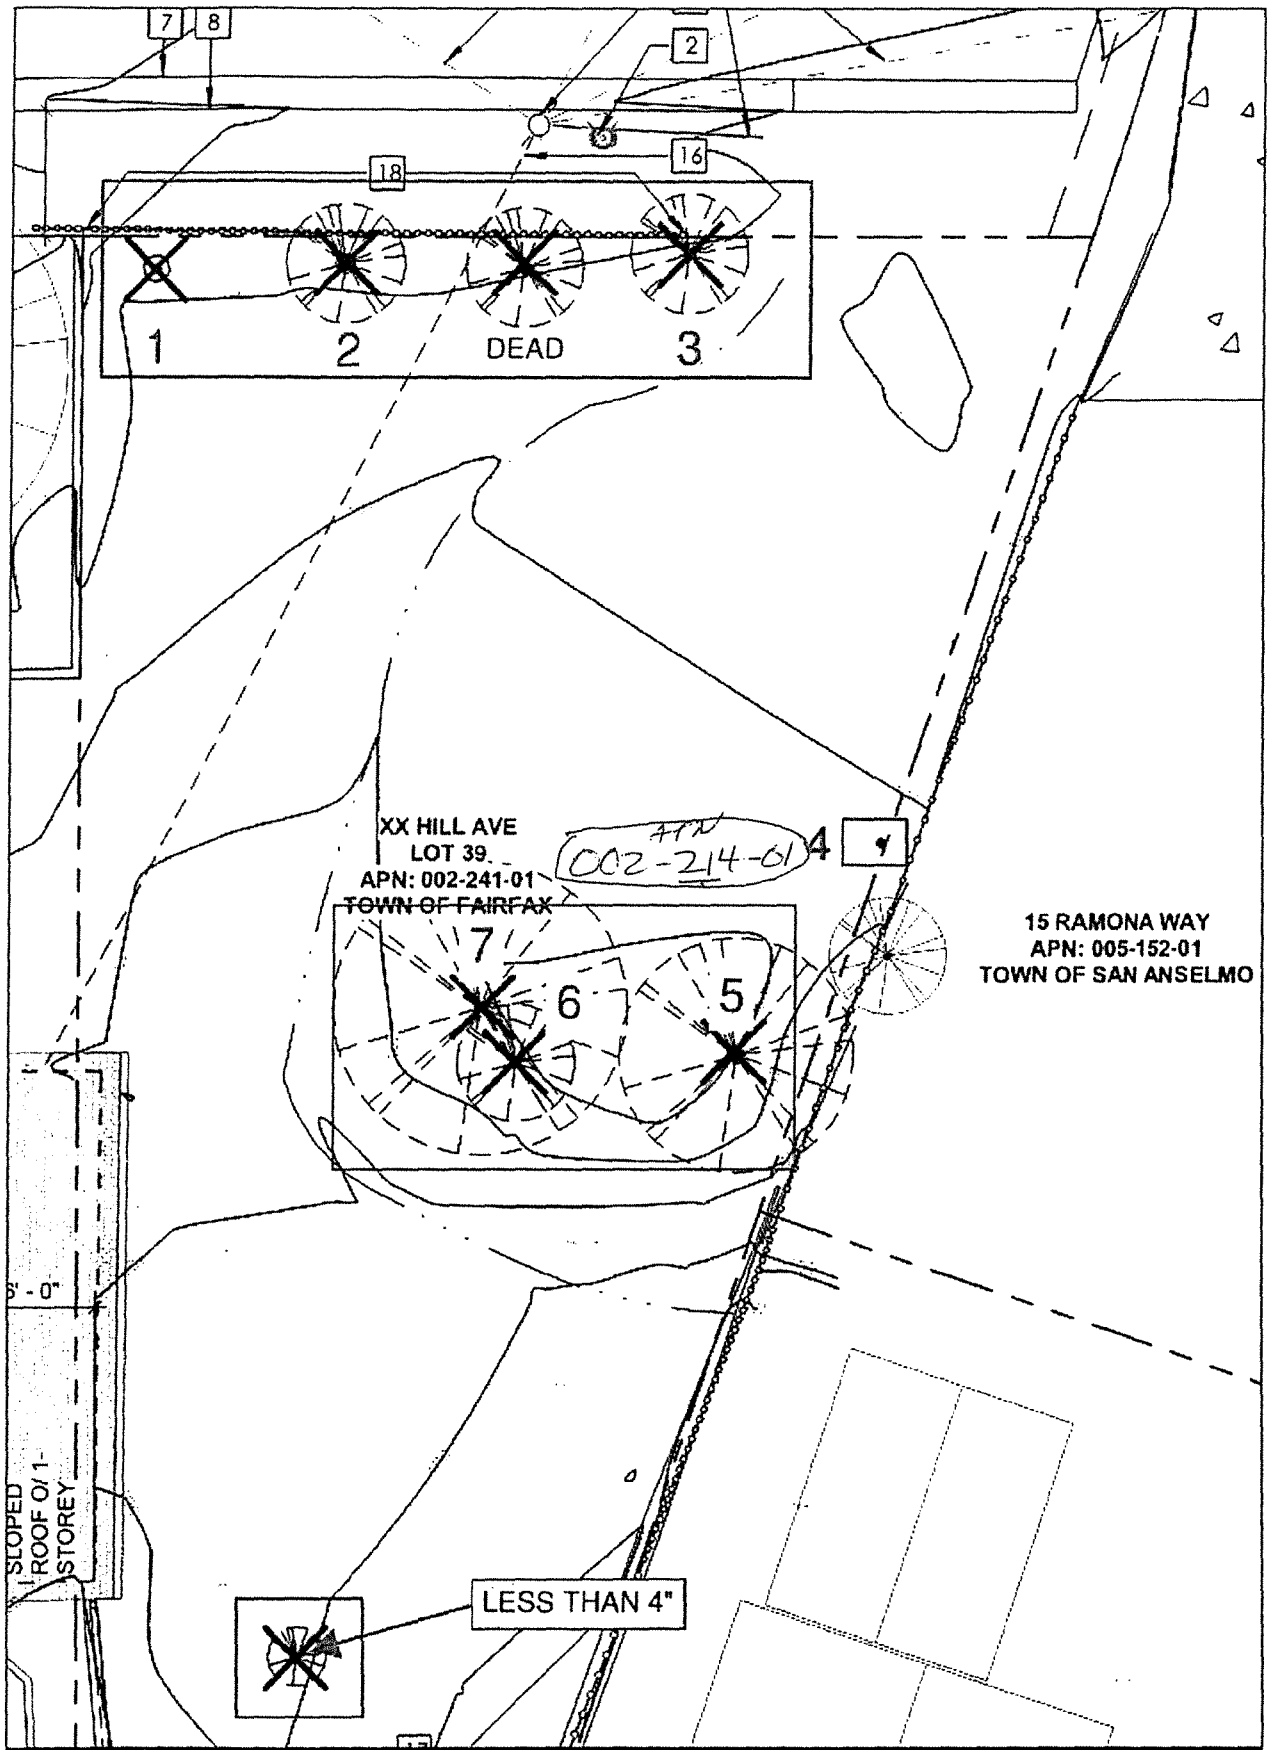 7
8
2
16
18
1
2
DEAD
3
XX HILL AVE
LOT 39
APN: 002-241-01
TOWN OF FAIRFAX
APN
002-214-01
4
15 RAMONA WAY
APN: 005-152-01
TOWN OF SAN ANSELMO
7
6
5
6' - 0"
SLOPED
ROOF O/ 1-
STOREY
LESS THAN 4"
17